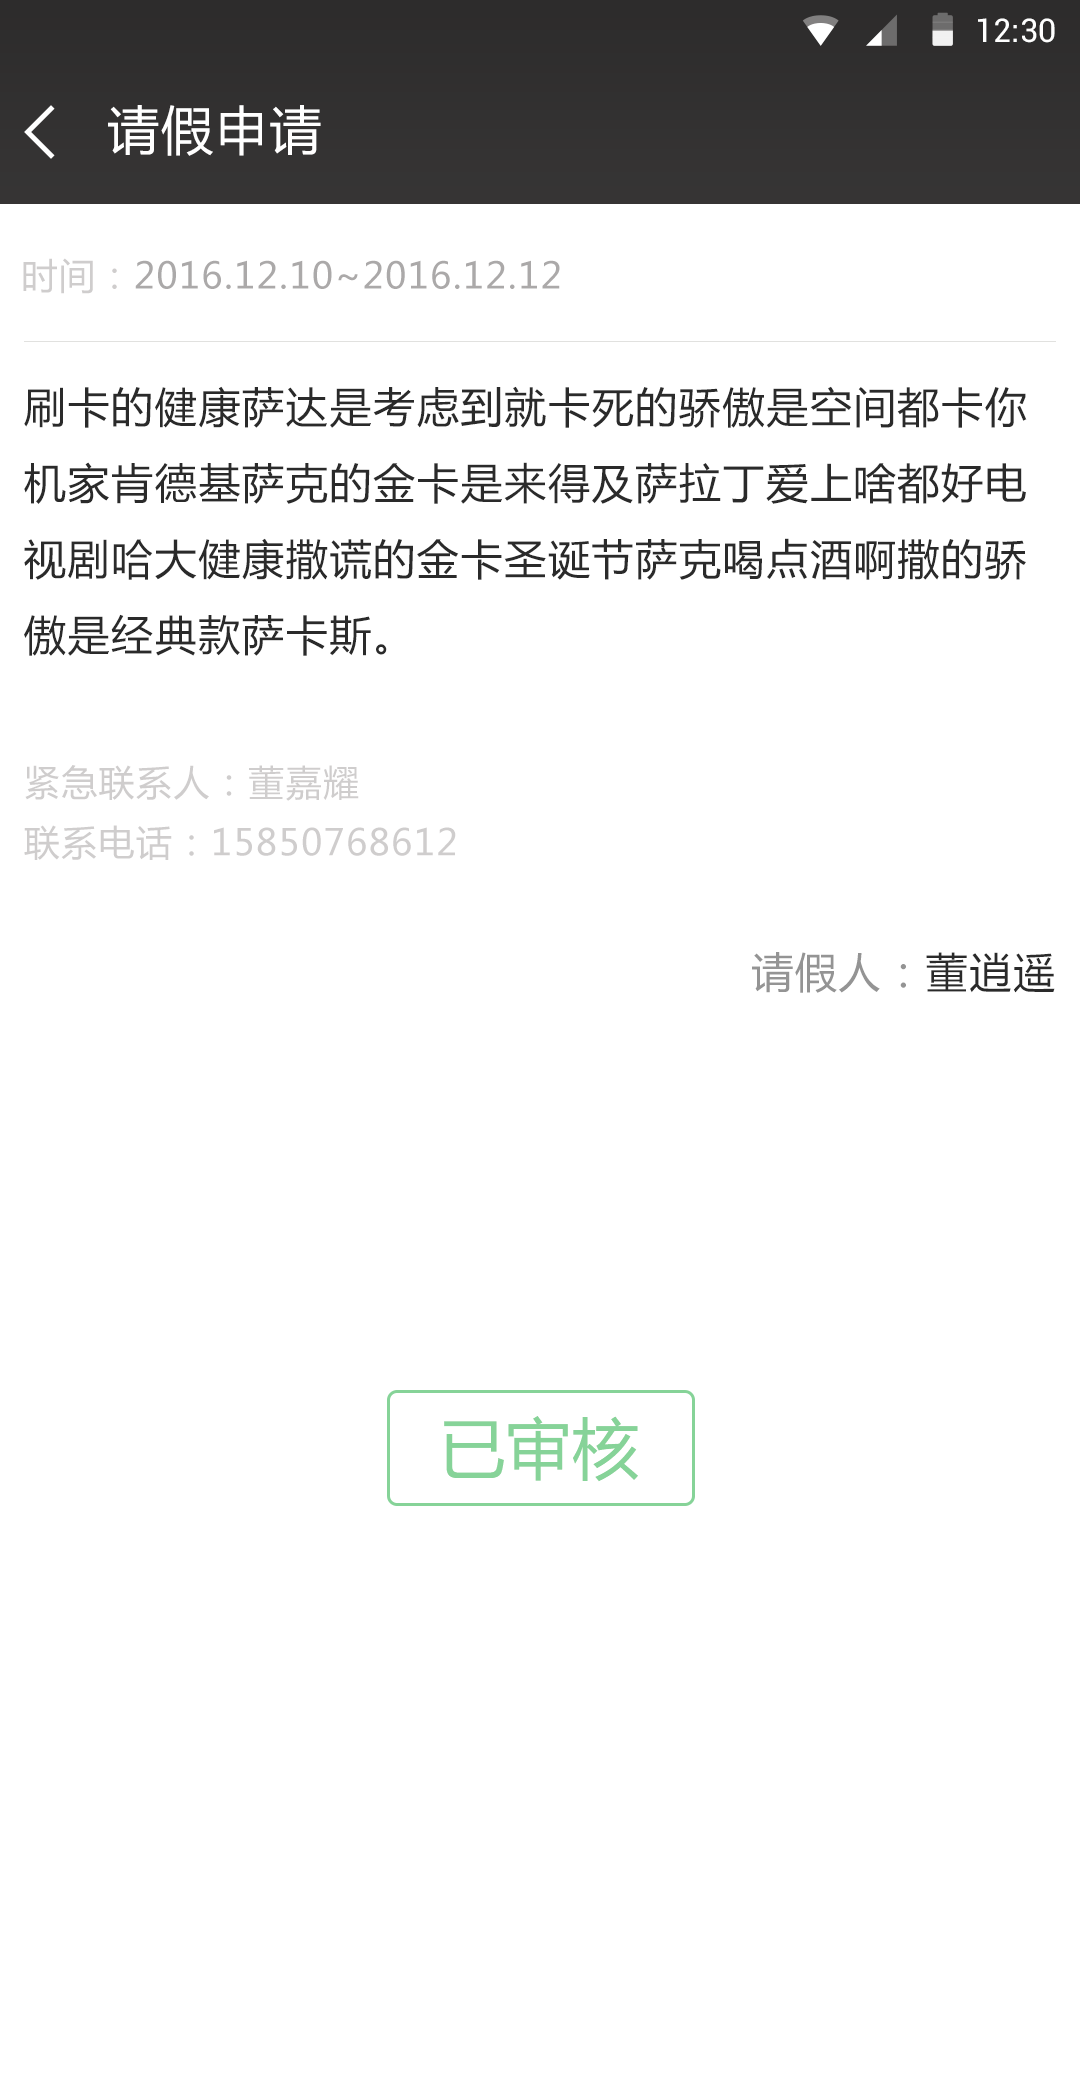 12:30
请假申请
时间：2016.12.10~2016.12.12
刷卡的健康萨达是考虑到就卡死的骄傲是空间都卡你
机家肯德基萨克的金卡是来得及萨拉丁爱上啥都好电
视剧哈大健康撒谎的金卡圣诞节萨克喝点酒啊撒的骄
傲是经典款萨卡斯。
紧急联系人：董嘉耀
联系电话：15850768612
请假人：董逍遥
已审核